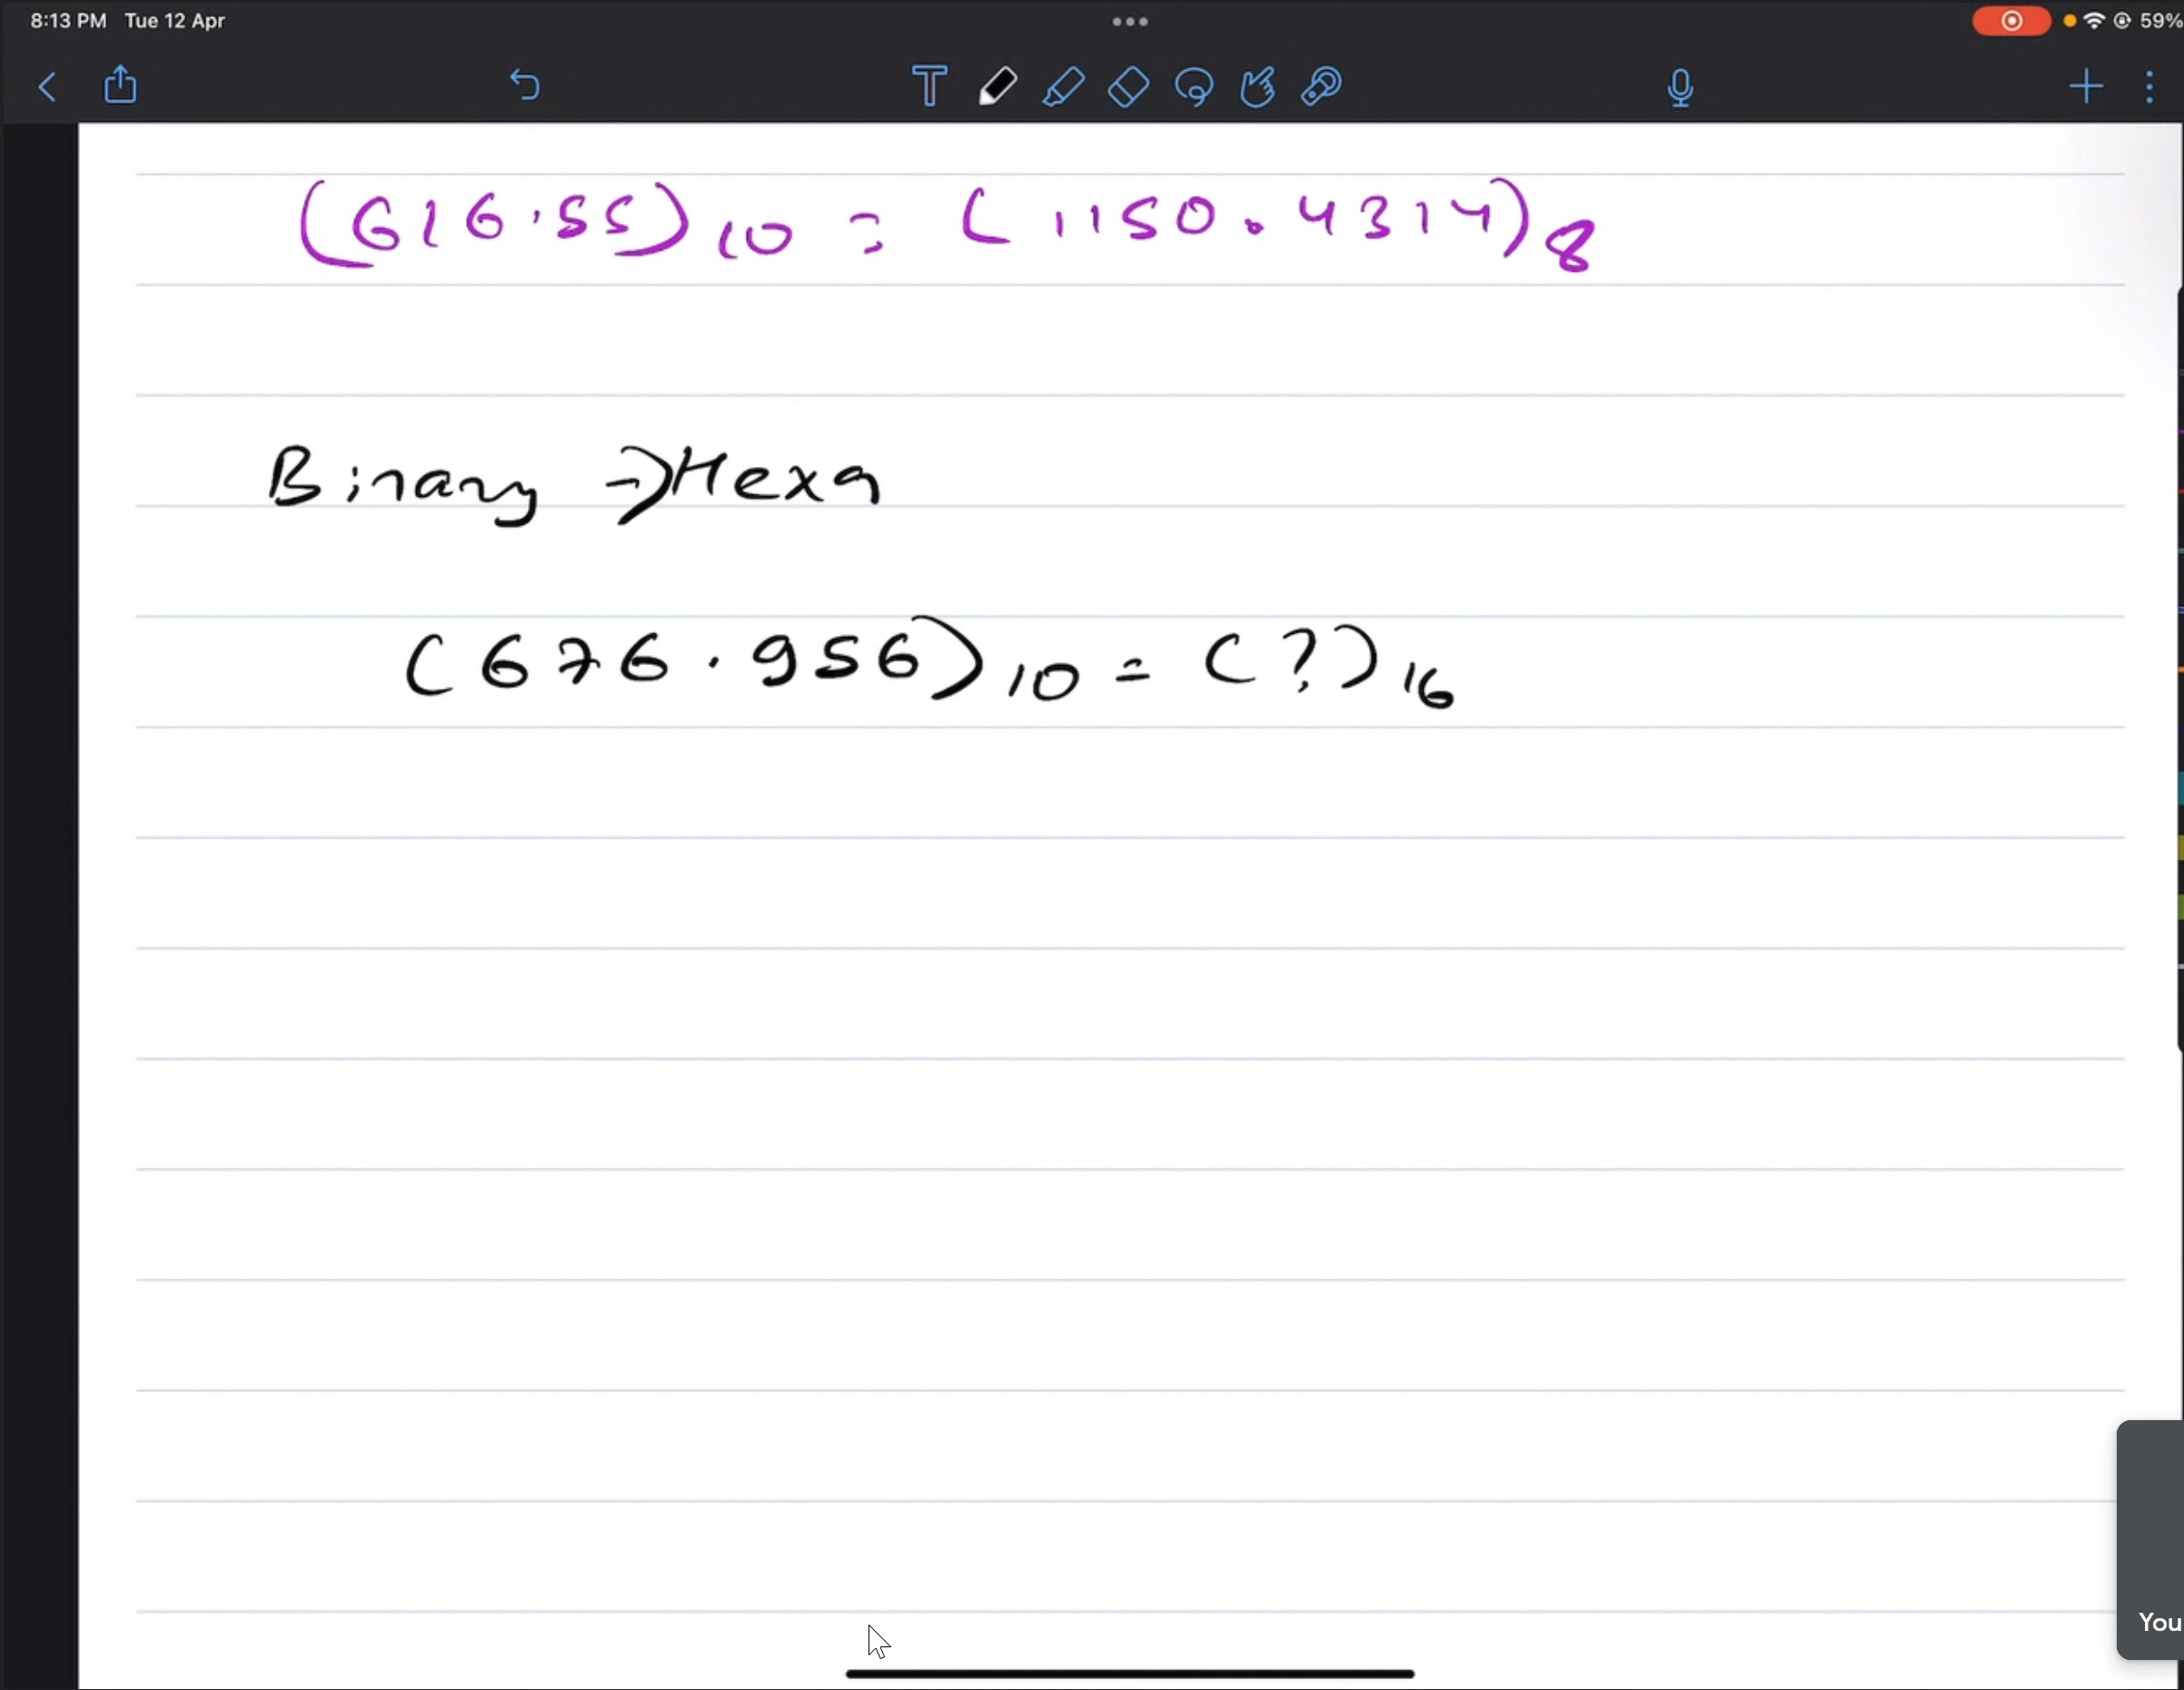 8:13 PM Tue 12 Apr
59%
(616.55)10 = (1150.4314)8
Binary ⇒ Hexa
(676.956)10 = (?)16
You